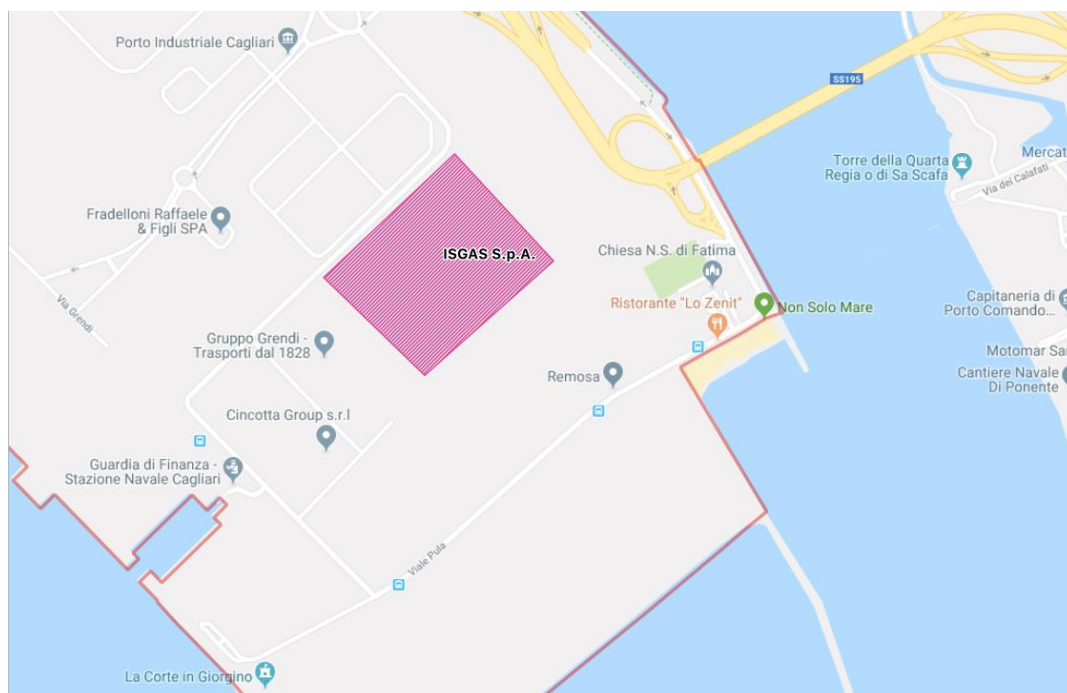 Porto Industriale Cagliari
SS195
Torre della Quarta
Regia o di Sa Scafa
Mercat
Via dei Calafati
Fradelloni Raffaele
& Figli SPA
ISGAS S.p.A.
Chiesa N.S. di Fatima
Via Grendi
Ristorante "Lo Zenit"
Non Solo Mare
Capitaneria di
Porto Comando...
Gruppo Grendi -
Trasporti dal 1828
Motomar Sar
Remosa
Cantiere Navale
Di Ponente
Cincotta Group s.r.l
Guardia di Finanza -
Stazione Navale Cagliari
Viale Pula
La Corte in Giorgino